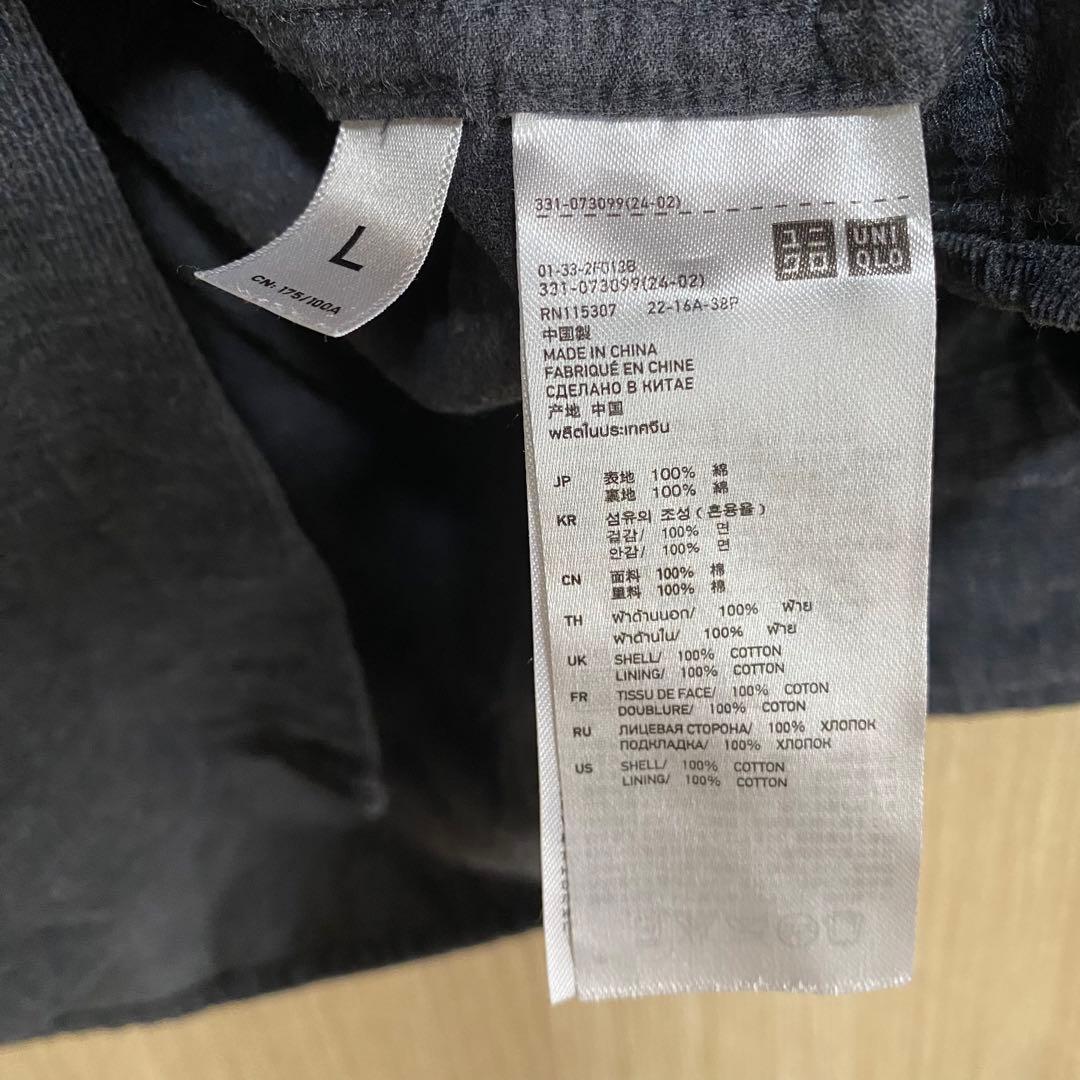 L
CN: 175/100A
331-073099(24-02)
ユニ
クロ
UNI
QLO
01-33-2F013B
331-073099(24-02)
RN115307 22-16A-38P
中国製
MADE IN CHINA
FABRIQUÉ EN CHINE
СДЕЛАНО В КИТАЕ
产地 中国
ผลิตในประเทศจีน
JP 表地 100% 綿
裏地 100% 綿
KR 섬유의 조성 ( 혼용율 )
겉감/ 100% 면
안감/ 100% 면
CN 面料 100% 棉
里料 100% 棉
TH ผ้าด้านนอก/ 100% ฝ้าย
ผ้าด้านใน/ 100% ฝ้าย
UK SHELL/ 100% COTTON
LINING/ 100% COTTON
FR TISSU DE FACE/ 100% COTON
DOUBLURE/ 100% COTON
RU ЛИЦЕВАЯ СТОРОНА/ 100% ХЛОПОК
ПОДКЛАДКА/ 100% ХЛОПОК
US SHELL/ 100% COTTON
LINING/ 100% COTTON